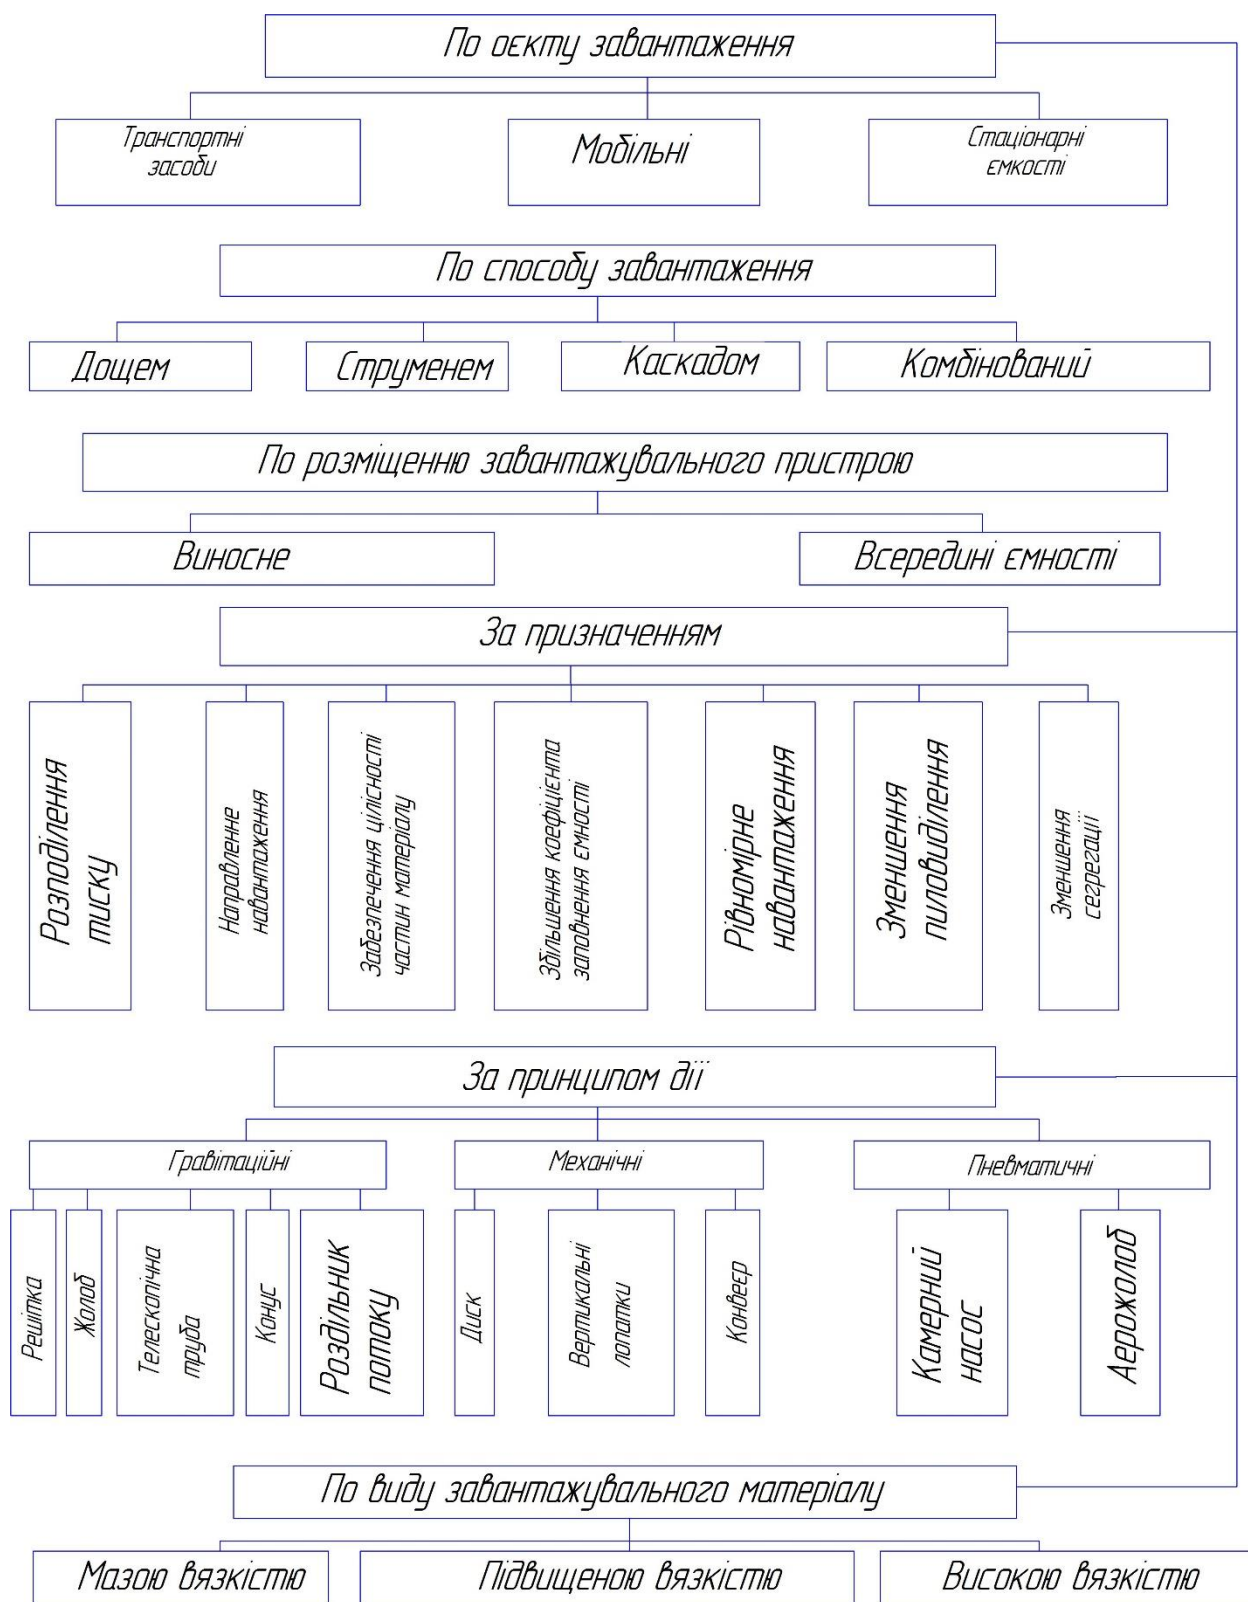 По оєкту завантаження
Транспортні
засоби
Мобільні
Стаціонарні
ємкості
По способу завантаження
Дощем
Струменем
Каскадом
Комбінований
По розміщенню завантажувального пристрою
Виносне
Всередині ємності
За призначенням
Розподілення
тиску
Направленне
навантаження
Забезпечення цілісності
частин матеріалу
Збільшення коефіцієнта
заповнення ємності
Рівномірне
навантаження
Зменшення
пиловиділення
Зменшення
сегрегації
За принципом дії
Гравітаційні
Механічні
Пневматичні
Решітка
Жолоб
Телескопічна
труба
Конус
Роздільник
потоку
Диск
Вертикальні
лопатки
Конвеєр
Камерний
насос
Аерожолоб
По виду завантажувального матеріалу
Мазою вязкістю
Підвищеною вязкістю
Високою вязкістю